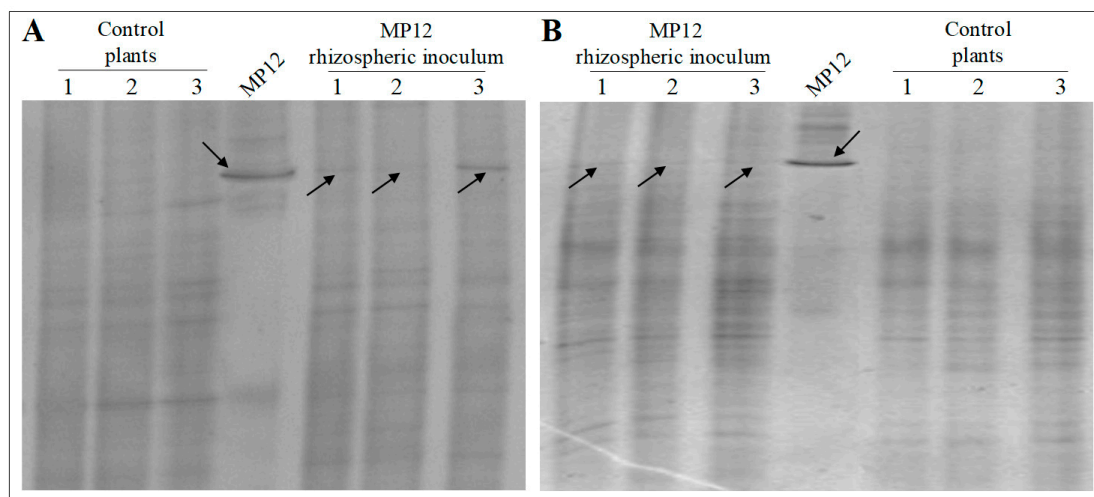 A
Control
plants
1 2 3
MP12
MP12
rhizospheric inoculum
1 2 3
B
MP12
rhizospheric inoculum
1 2 3
MP12
Control
plants
1 2 3